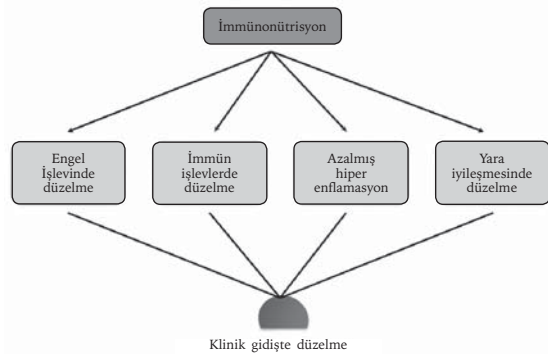 İmmünonütrisyon
Engel
İşlevinde
düzelme
İmmün
işlevlerde
düzelme
Azalmış
hiper
enflamasyon
Yara
iyileşmesinde
düzelme
Klinik gidişte düzelme